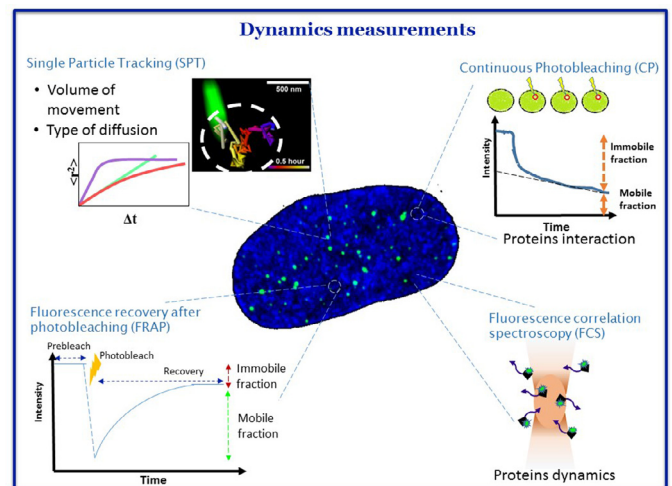 Dynamics measurements
Single Particle Tracking (SPT)
• Volume of
movement
• Type of diffusion
500 nm
0.5 hour
<r²>
Δt
Continuous Photobleaching (CP)
Intensity
Immobile
fraction
Mobile
fraction
Time
Proteins interaction
Fluorescence recovery after
photobleaching (FRAP)
Prebleach
Photobleach
Recovery
Immobile
fraction
Mobile
fraction
Intensity
Time
Fluorescence correlation
spectroscopy (FCS)
Proteins dynamics